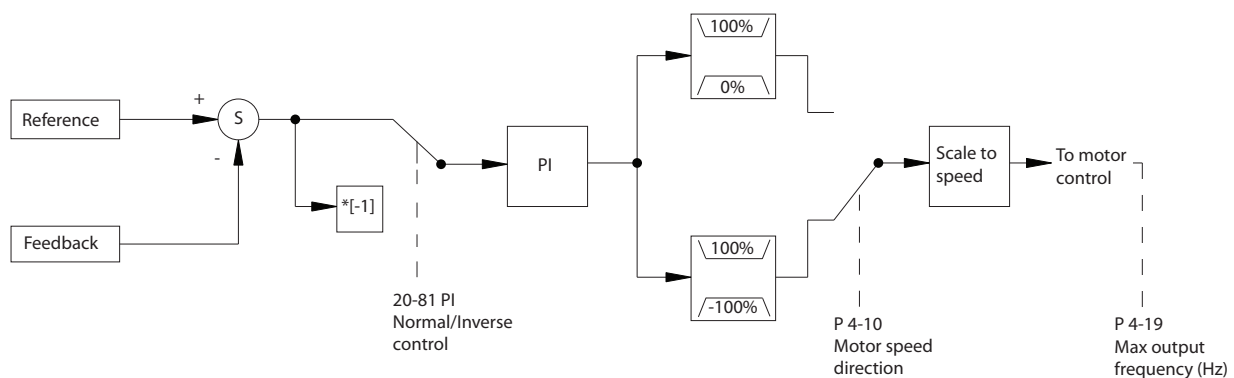 100%
0%
Reference
+
S
-
Feedback
*[-1]
PI
Scale to
speed
To motor
control
100%
-100%
20-81 PI
Normal/Inverse
control
P 4-10
Motor speed
direction
P 4-19
Max output
frequency (Hz)